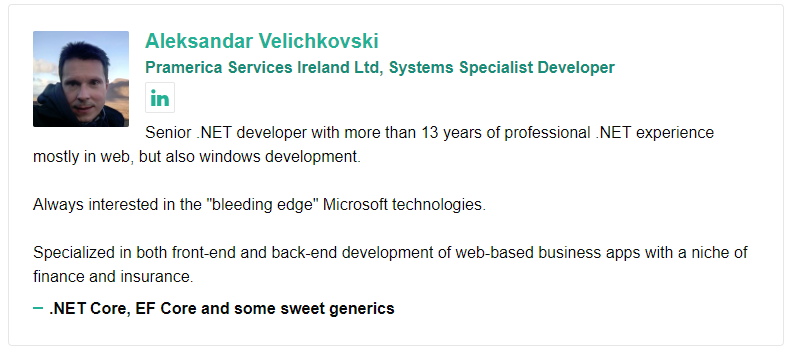 Aleksandar Velichkovski
Pramerica Services Ireland Ltd, Systems Specialist Developer
in
Senior .NET developer with more than 13 years of professional .NET experience
mostly in web, but also windows development.
Always interested in the "bleeding edge" Microsoft technologies.
Specialized in both front-end and back-end development of web-based business apps with a niche of
finance and insurance.
– .NET Core, EF Core and some sweet generics